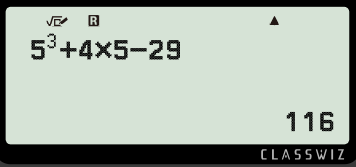 √▢ R ▲
5³+4×5−29
116
CLASSWIZ